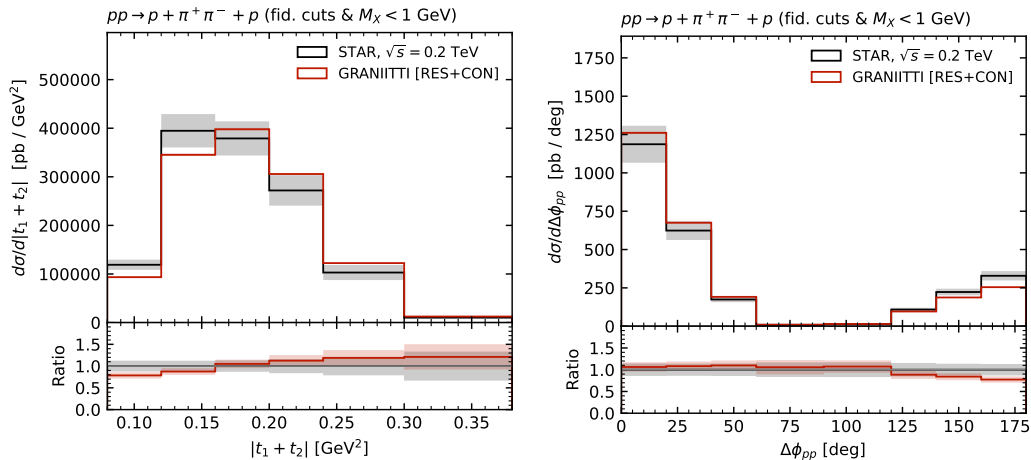 pp → p + π⁺π⁻ + p (fid. cuts & M_X < 1 GeV)
STAR, √s = 0.2 TeV
GRANIITTI [RES+CON]
dσ/d|t₁ + t₂| [pb / GeV²]
500000
400000
300000
200000
100000
0
Ratio
1.5
1.0
0.5
0.0
0.10 0.15 0.20 0.25 0.30 0.35
|t₁ + t₂| [GeV²]
pp → p + π⁺π⁻ + p (fid. cuts & M_X < 1 GeV)
STAR, √s = 0.2 TeV
GRANIITTI [RES+CON]
dσ/dΔϕ_pp [pb / deg]
1750
1500
1250
1000
750
500
250
0
Ratio
1.5
1.0
0.5
0.0
0 25 50 75 100 125 150 175
Δϕ_pp [deg]